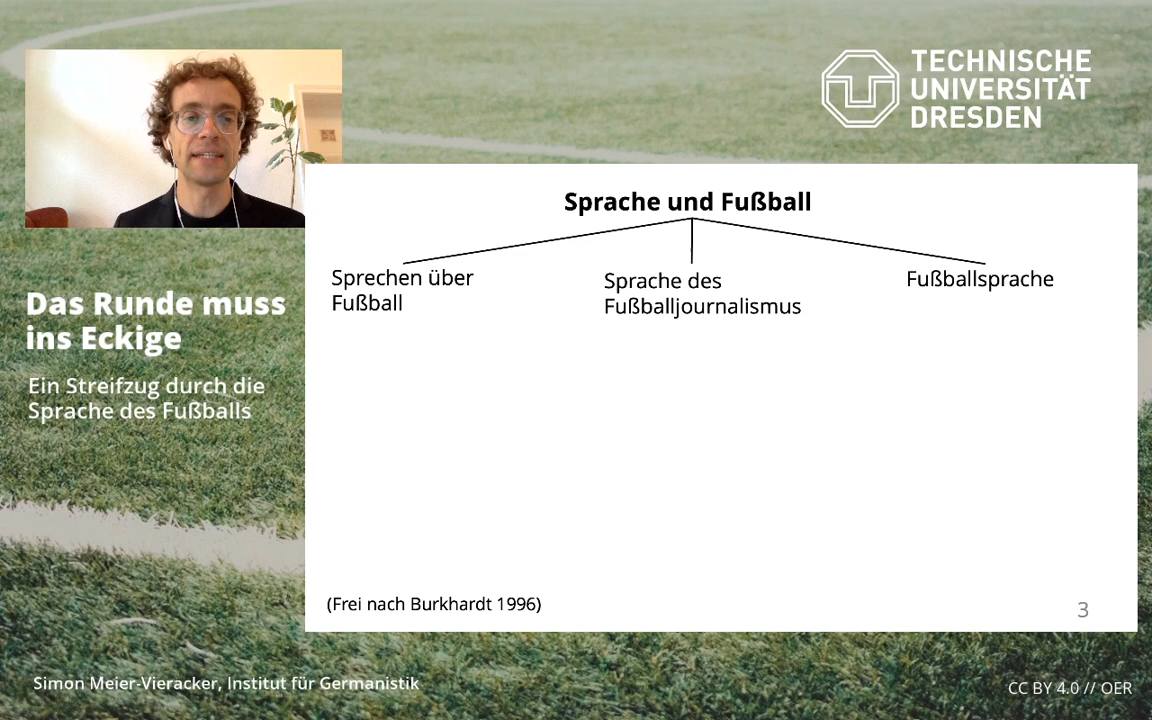 TECHNISCHE
UNIVERSITÄT
DRESDEN
Das Runde muss
ins Eckige
Ein Streifzug durch die
Sprache des Fußballs
Sprache und Fußball
Sprechen über
Fußball
Sprache des
Fußballjournalismus
Fußballsprache
(Frei nach Burkhardt 1996)
3
Simon Meier-Vieracker, Institut für Germanistik
CC BY 4.0 // OER